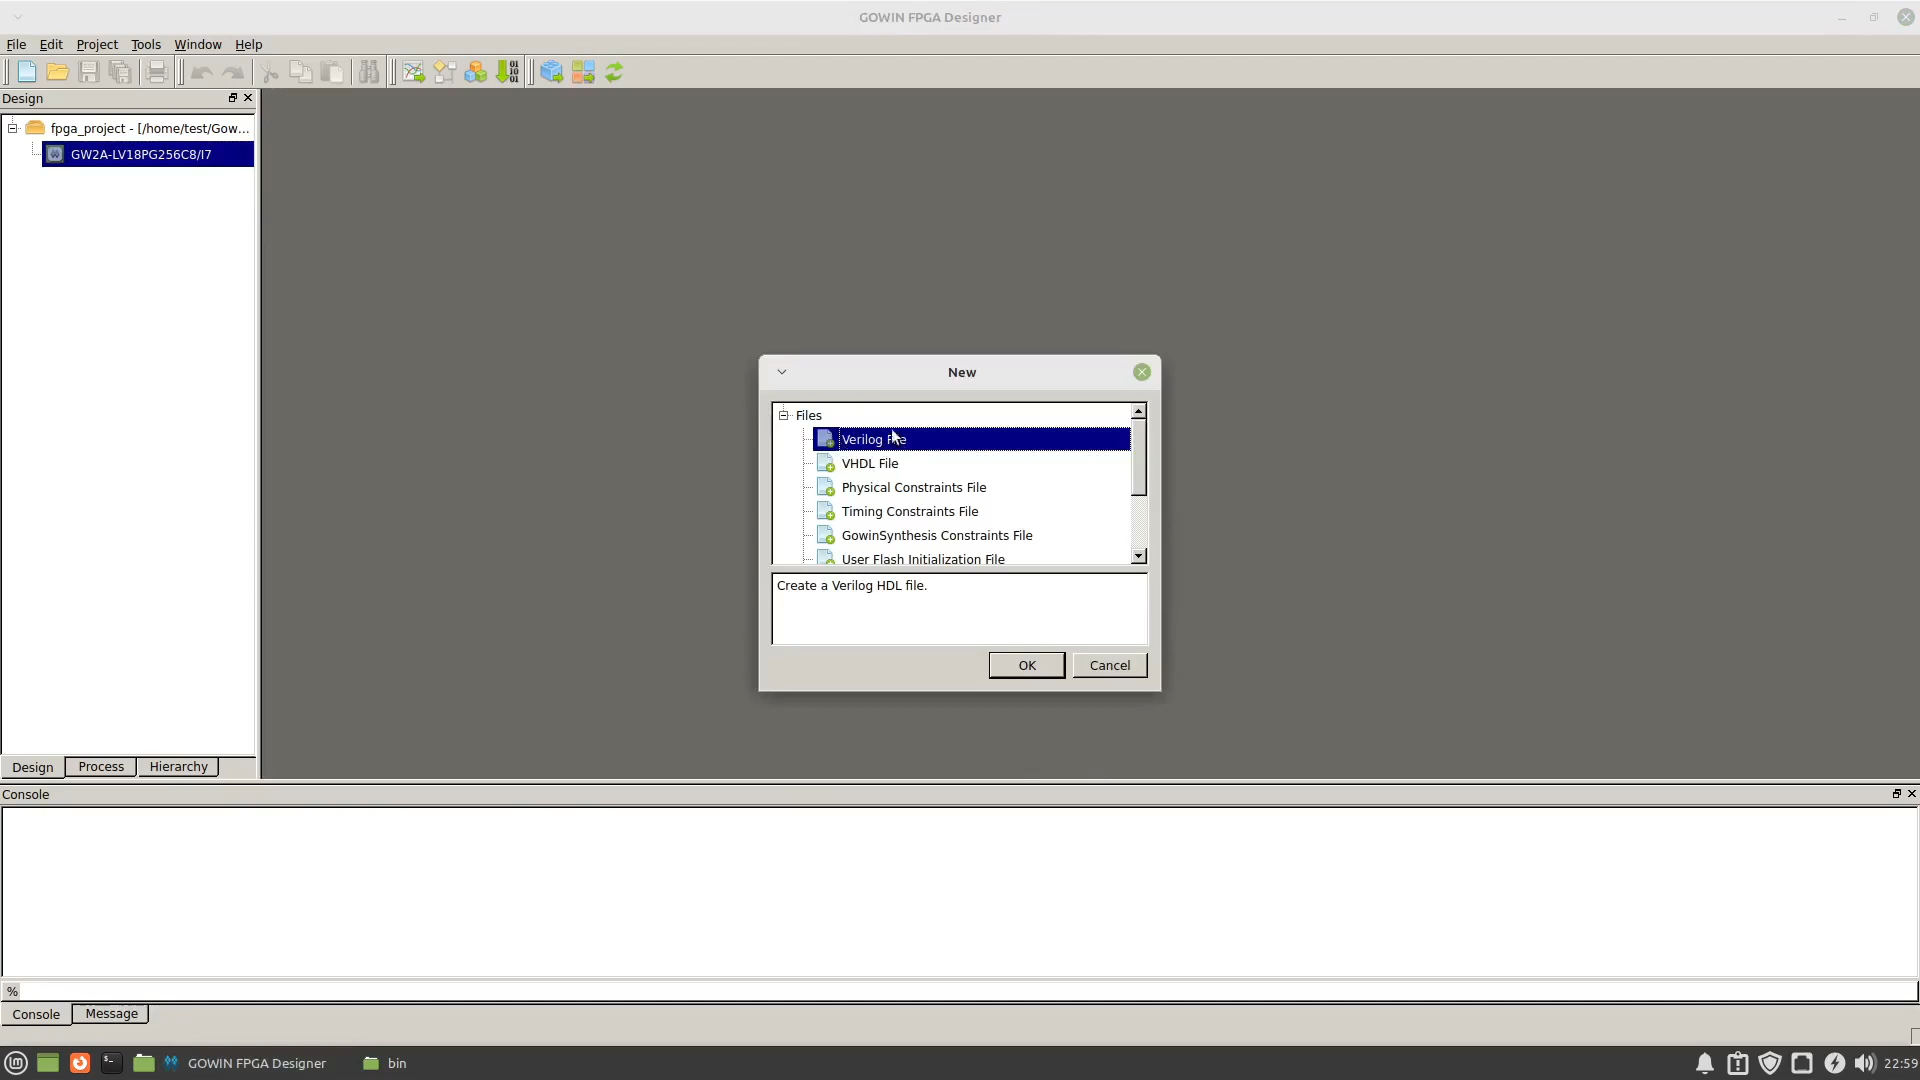 GOWIN FPGA Designer
File Edit Project Tools Window Help
Design
fpga_project - [/home/test/Gow...
GW2A-LV18PG256C8/I7
New
Files
Verilog File
VHDL File
Physical Constraints File
Timing Constraints File
GowinSynthesis Constraints File
User Flash Initialization File
Create a Verilog HDL file.
OK Cancel
Design Process Hierarchy
Console
%
Console Message
GOWIN FPGA Designer bin 22:59